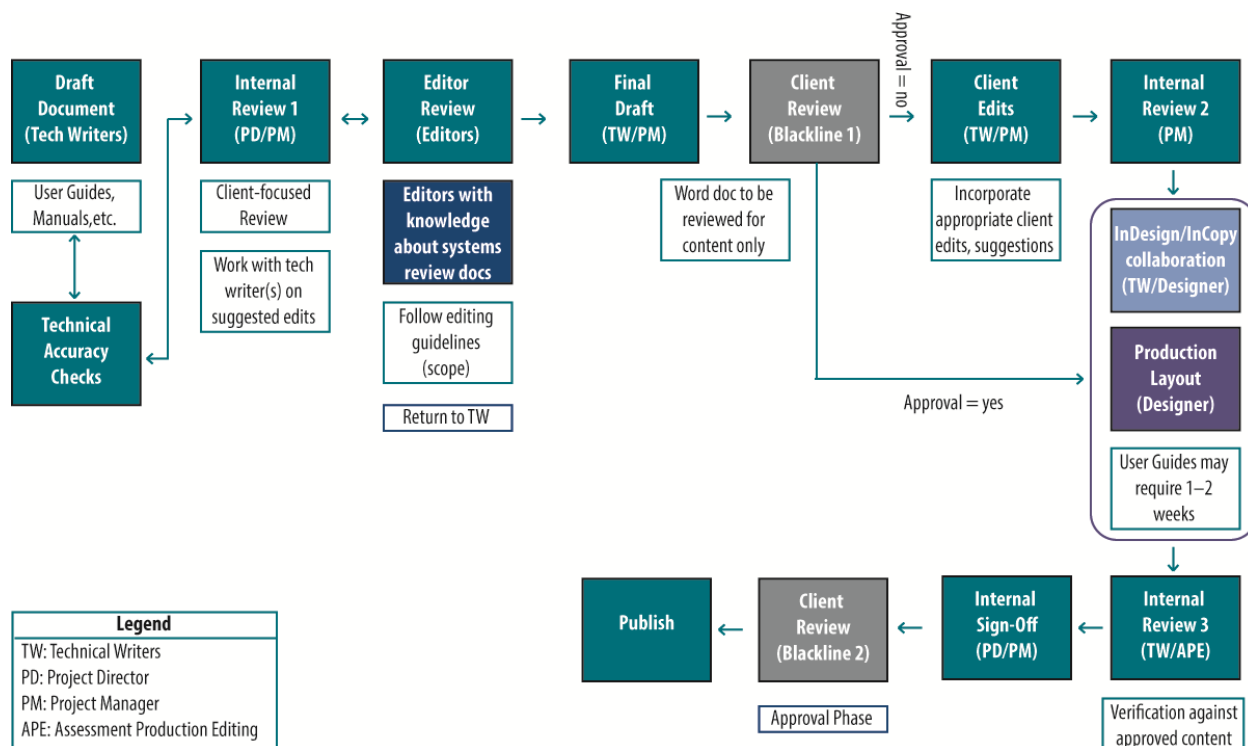 Draft
Document
(Tech Writers)
User Guides,
Manuals,etc.
Technical
Accuracy
Checks
Internal
Review 1
(PD/PM)
Client-focused
Review
Work with tech
writer(s) on
suggested edits
Editor
Review
(Editors)
Editors with
knowledge
about systems
review docs
Follow editing
guidelines
(scope)
Return to TW
Final
Draft
(TW/PM)
Client
Review
(Blackline 1)
Word doc to be
reviewed for
content only
Approval = no
Approval = yes
Client
Edits
(TW/PM)
Incorporate
appropriate client
edits, suggestions
Internal
Review 2
(PM)
InDesign/InCopy
collaboration
(TW/Designer)
Production
Layout
(Designer)
User Guides may
require 1–2
weeks
Internal
Review 3
(TW/APE)
Verification against
approved content
Internal
Sign-Off
(PD/PM)
Client
Review
(Blackline 2)
Approval Phase
Publish
Legend
TW: Technical Writers
PD: Project Director
PM: Project Manager
APE: Assessment Production Editing